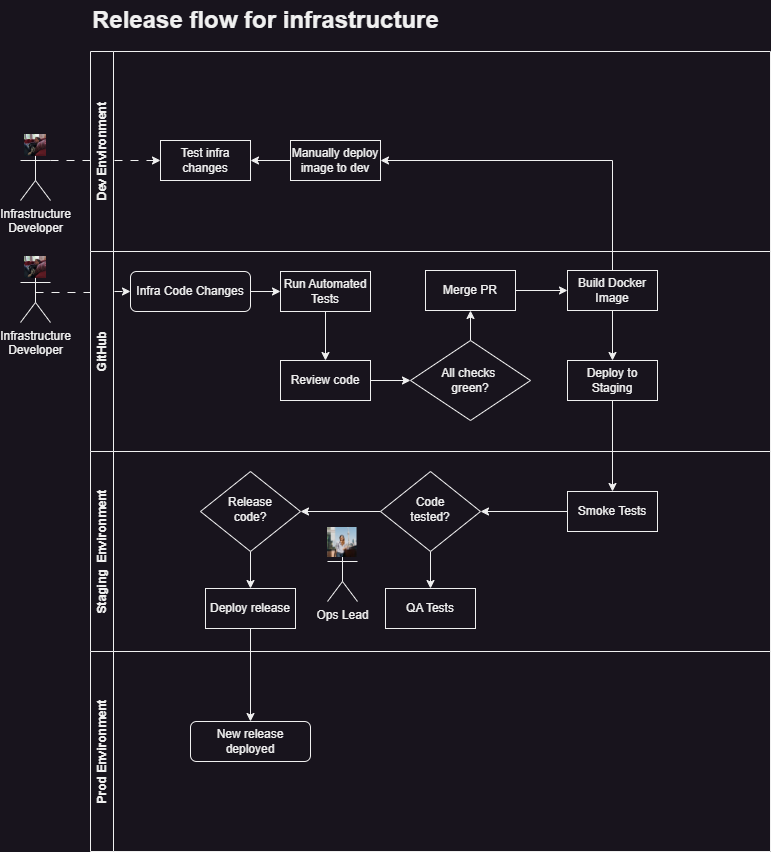 Release flow for infrastructure
Dev Environment
Test infra
changes
Manually deploy
image to dev
Infrastructure
Developer
GitHub
Infra Code Changes
Run Automated
Tests
Merge PR
Build Docker
Image
Infrastructure
Developer
Review code
All checks
green?
Deploy to
Staging
Staging Environment
Release
code?
Code
tested?
Smoke Tests
Deploy release
Ops Lead
QA Tests
Prod Environment
New release
deployed